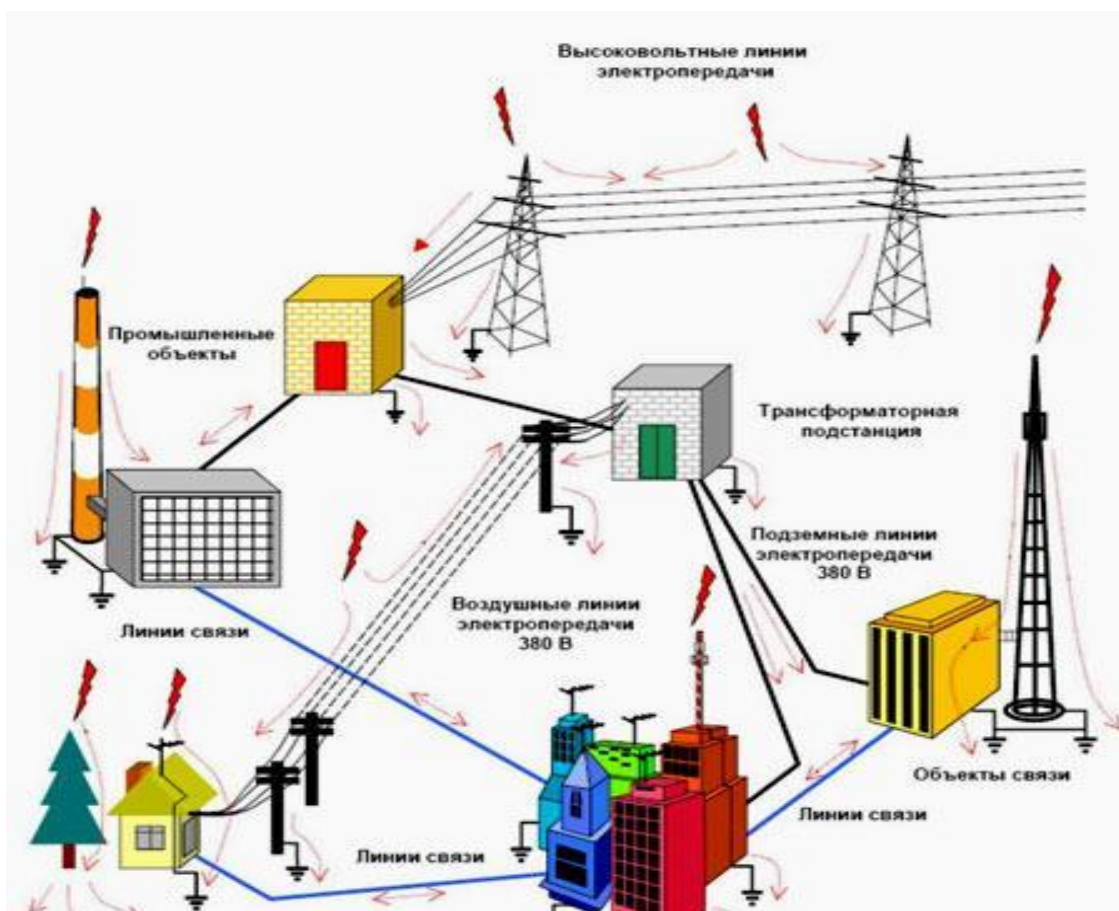 Высоковольтные линии
электропередачи
Промышленные
объекты
Трансформаторная
подстанция
Подземные линии
электропередачи
380 В
Воздушные линии
электропередачи
380 В
Линии связи
Объекты связи
Линии связи
Линии связи